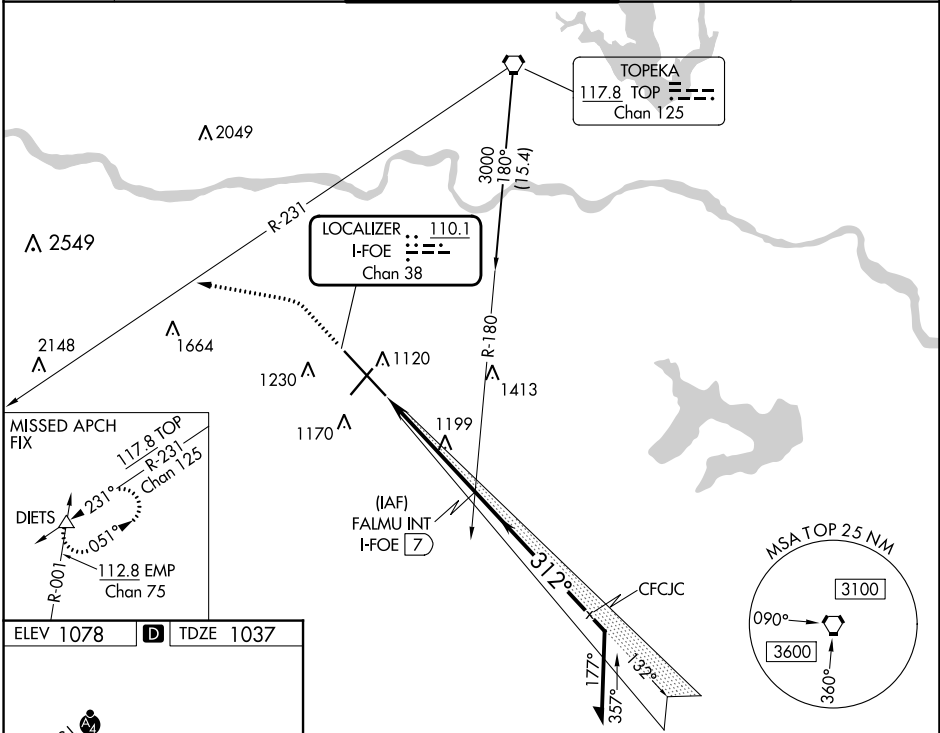 TOPEKA
117.8 TOP
Chan 125
2049
3000
180°
(15.4)
R-231
LOCALIZER 110.1
I-FOE
Chan 38
2549
R-180
2148
1664
1230
1120
1413
1170
1199
MISSED APCH
FIX
117.8 TOP
R-231
Chan 125
231°
DIETS
051°
112.8 EMP
Chan 75
R-001
(IAF)
FALMU INT
I-FOE 7
312°
CFCJC
177°
357°
132°
MSA TOP 25 NM
3100
090°
3600
360°
ELEV 1078 D TDZE 1037
A4